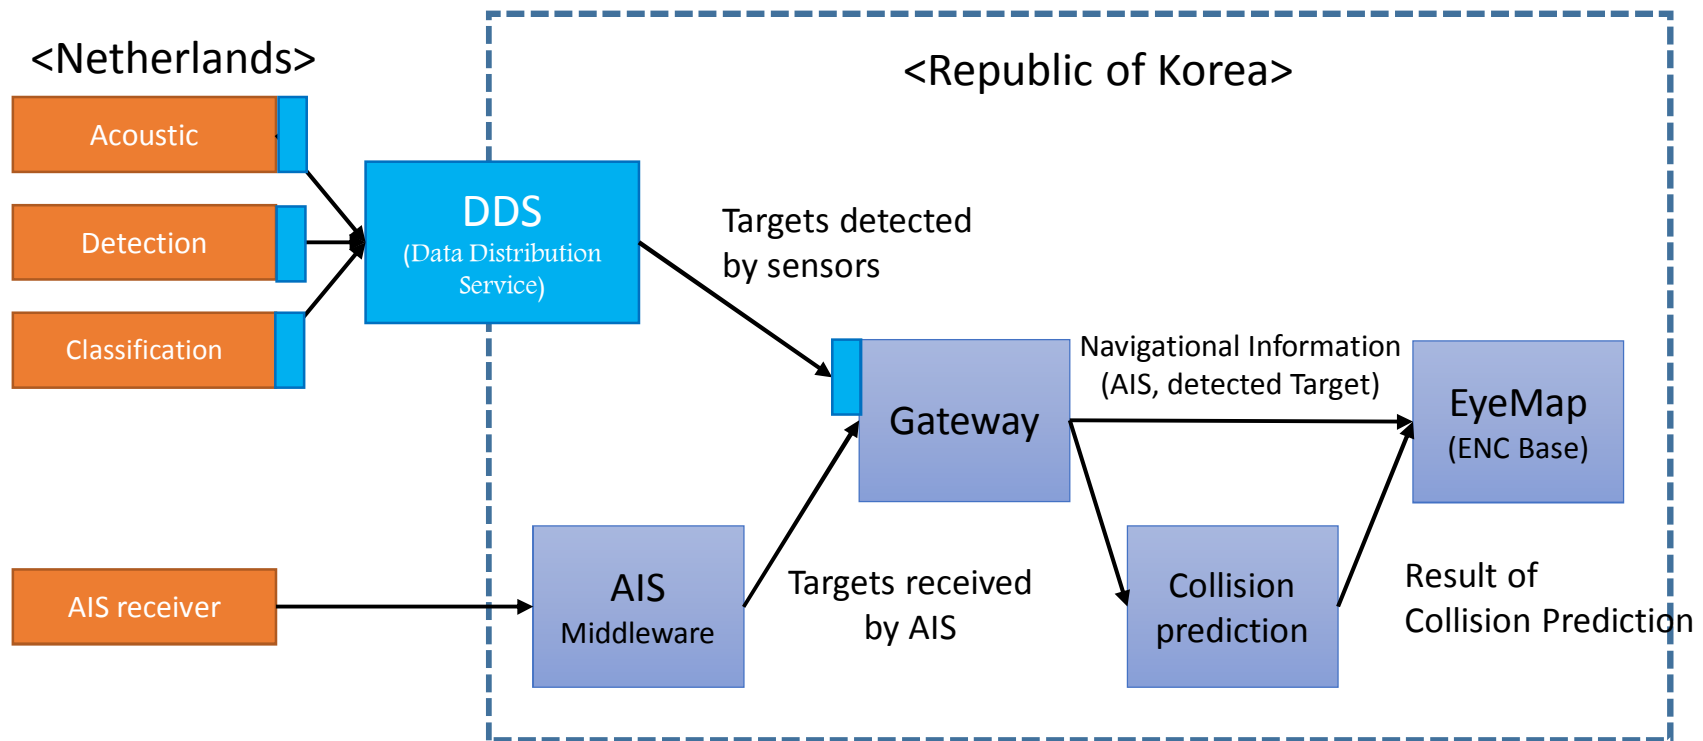 <Netherlands>
<Republic of Korea>
Acoustic
Detection
Classification
AIS receiver
DDS
(Data Distribution
Service)
Targets detected
by sensors
Gateway
Navigational Information
(AIS, detected Target)
EyeMap
(ENC Base)
AIS
Middleware
Targets received
by AIS
Collision
prediction
Result of
Collision Prediction